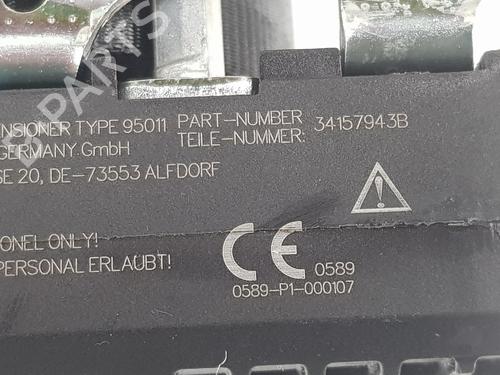 ENSIONER TYPE 95011 PART-NUMBER
GERMANY GmbH TEILE-NUMMER: 34157943B
SE 20, DE-73553 ALFDORF
ONEL ONLY!
PERSONAL ERLAUBT!
CE 0589
0589-P1-000107